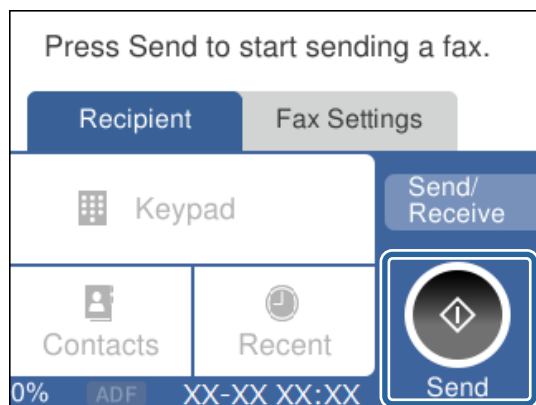 Press Send to start sending a fax.
Recipient
Fax Settings
Keypad
Send/
Receive
Contacts
Recent
Send
0%
ADF
XX-XX XX:XX